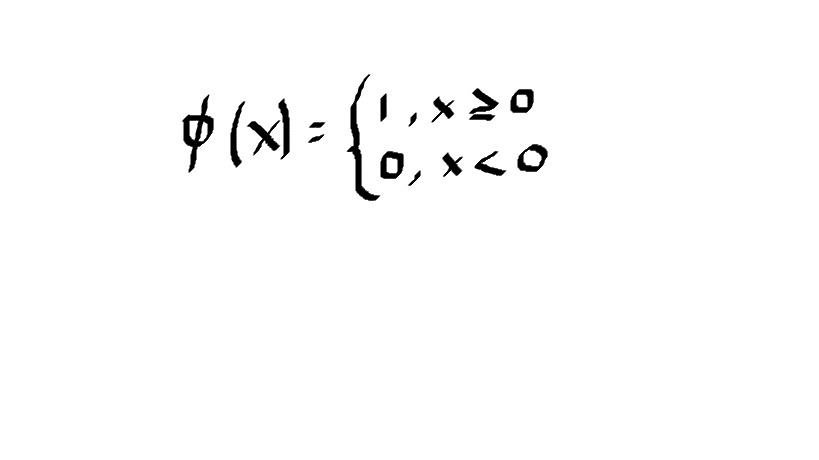 ϕ(x) = { 1, x ≥ 0
0, x < 0